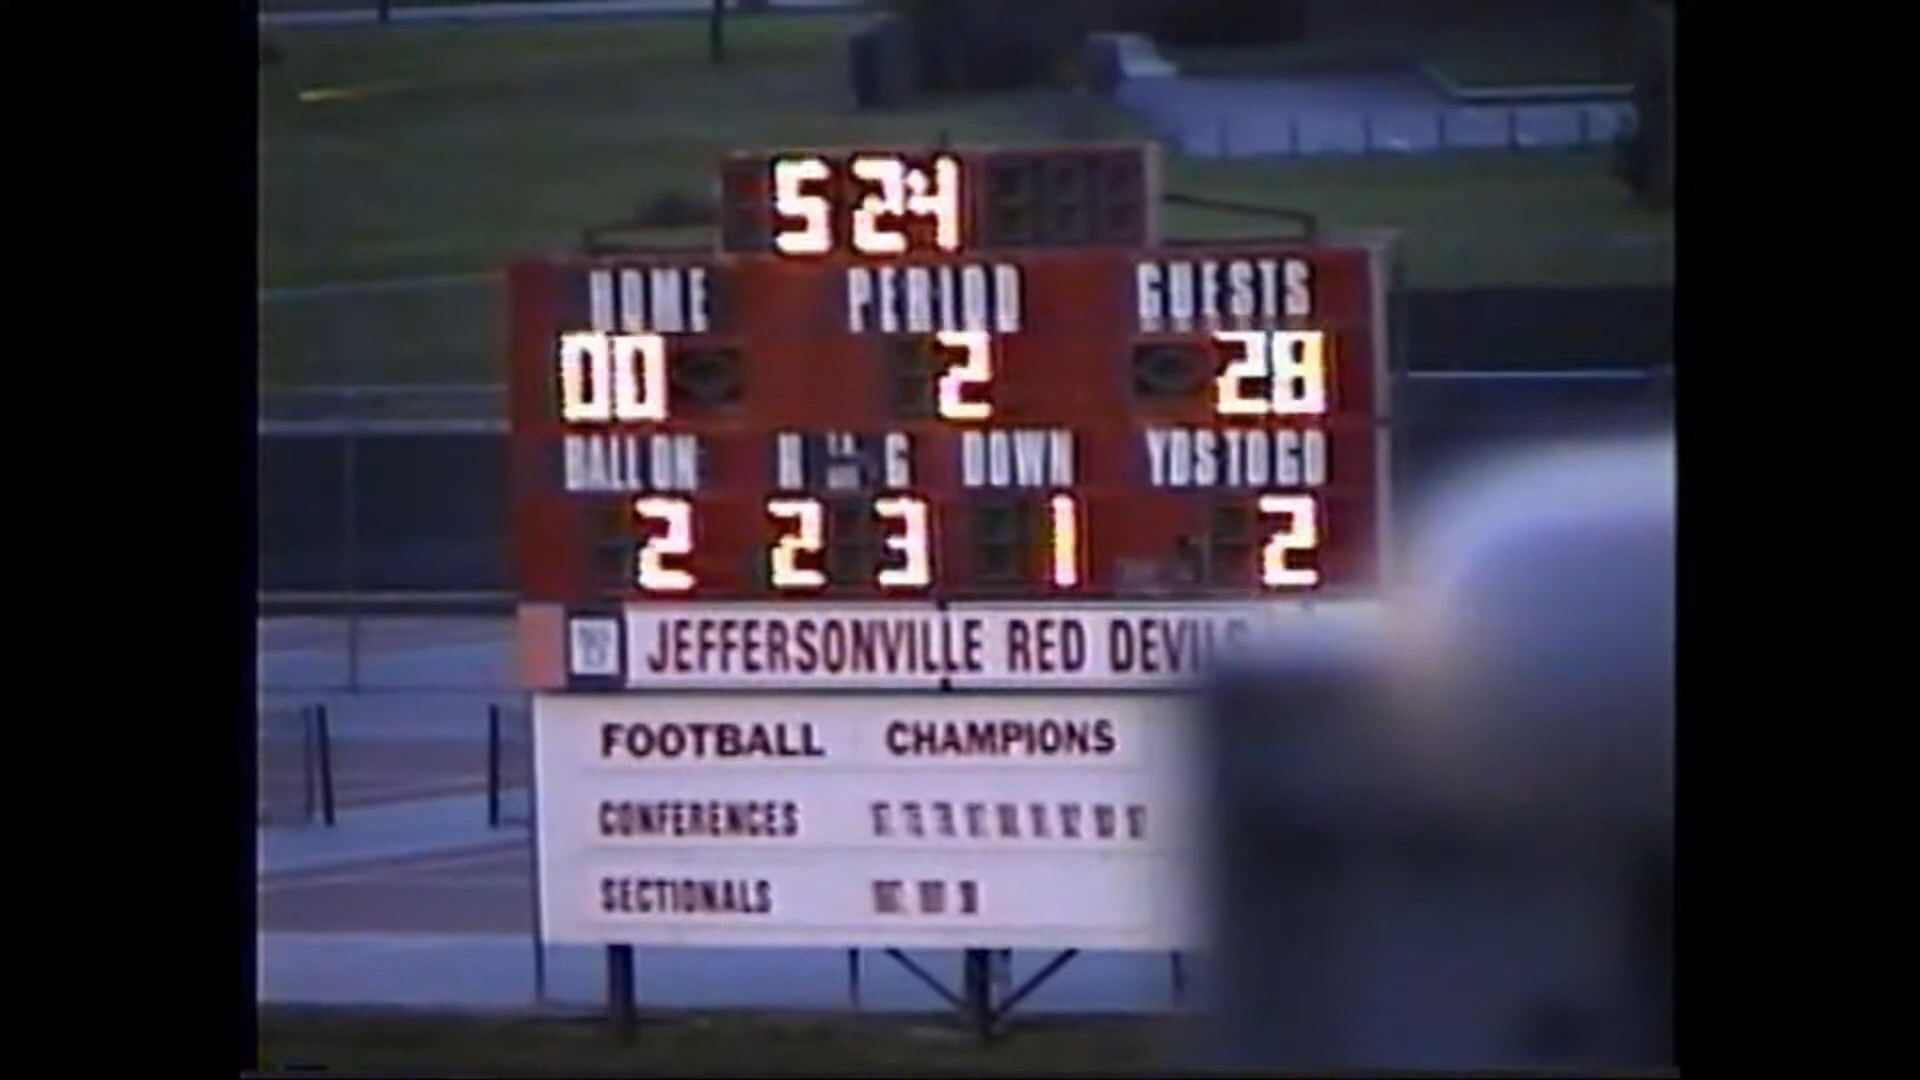 5 24
HOME PERIOD GUESTS
00 2 28
BALL ON H G DOWN YDS TO GO
2 2 3 1 2
JEFFERSONVILLE RED DEVILS
FOOTBALL CHAMPIONS
CONFERENCES
SECTIONALS